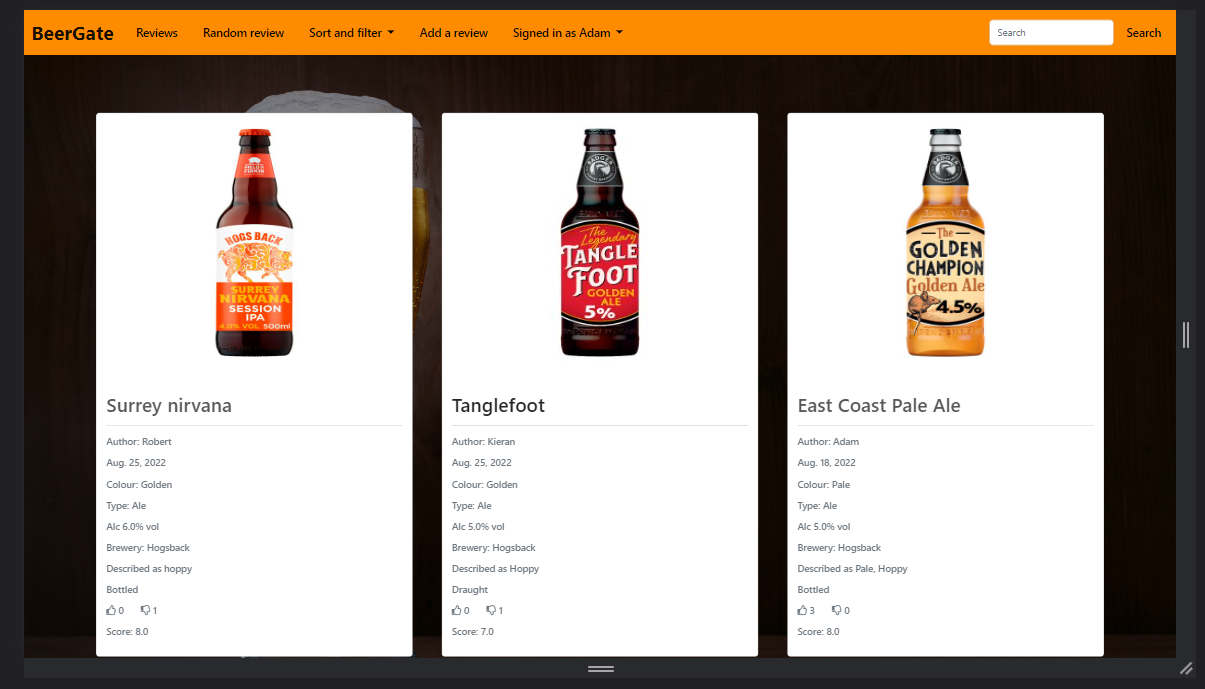 BeerGate Reviews Random review Sort and filter Add a review Signed in as Adam Search Search
HOGS BACK
SURREY
NIRVANA
SESSION
IPA
4.0% VOL 500ml
Surrey nirvana
Author: Robert
Aug. 25, 2022
Colour: Golden
Type: Ale
Alc 6.0% vol
Brewery: Hogsback
Described as hoppy
Bottled
0 1
Score: 8.0
BADGER
The
Legendary
TANGLE
FOOT
GOLDEN
ALE
5%
Tanglefoot
Author: Kieran
Aug. 25, 2022
Colour: Golden
Type: Ale
Alc 5.0% vol
Brewery: Hogsback
Described as Hoppy
Draught
0 1
Score: 7.0
BADGER
The
GOLDEN
CHAMPION
Golden Ale
4.5%
East Coast Pale Ale
Author: Adam
Aug. 18, 2022
Colour: Pale
Type: Ale
Alc 5.0% vol
Brewery: Hogsback
Described as Pale, Hoppy
Bottled
3 0
Score: 8.0